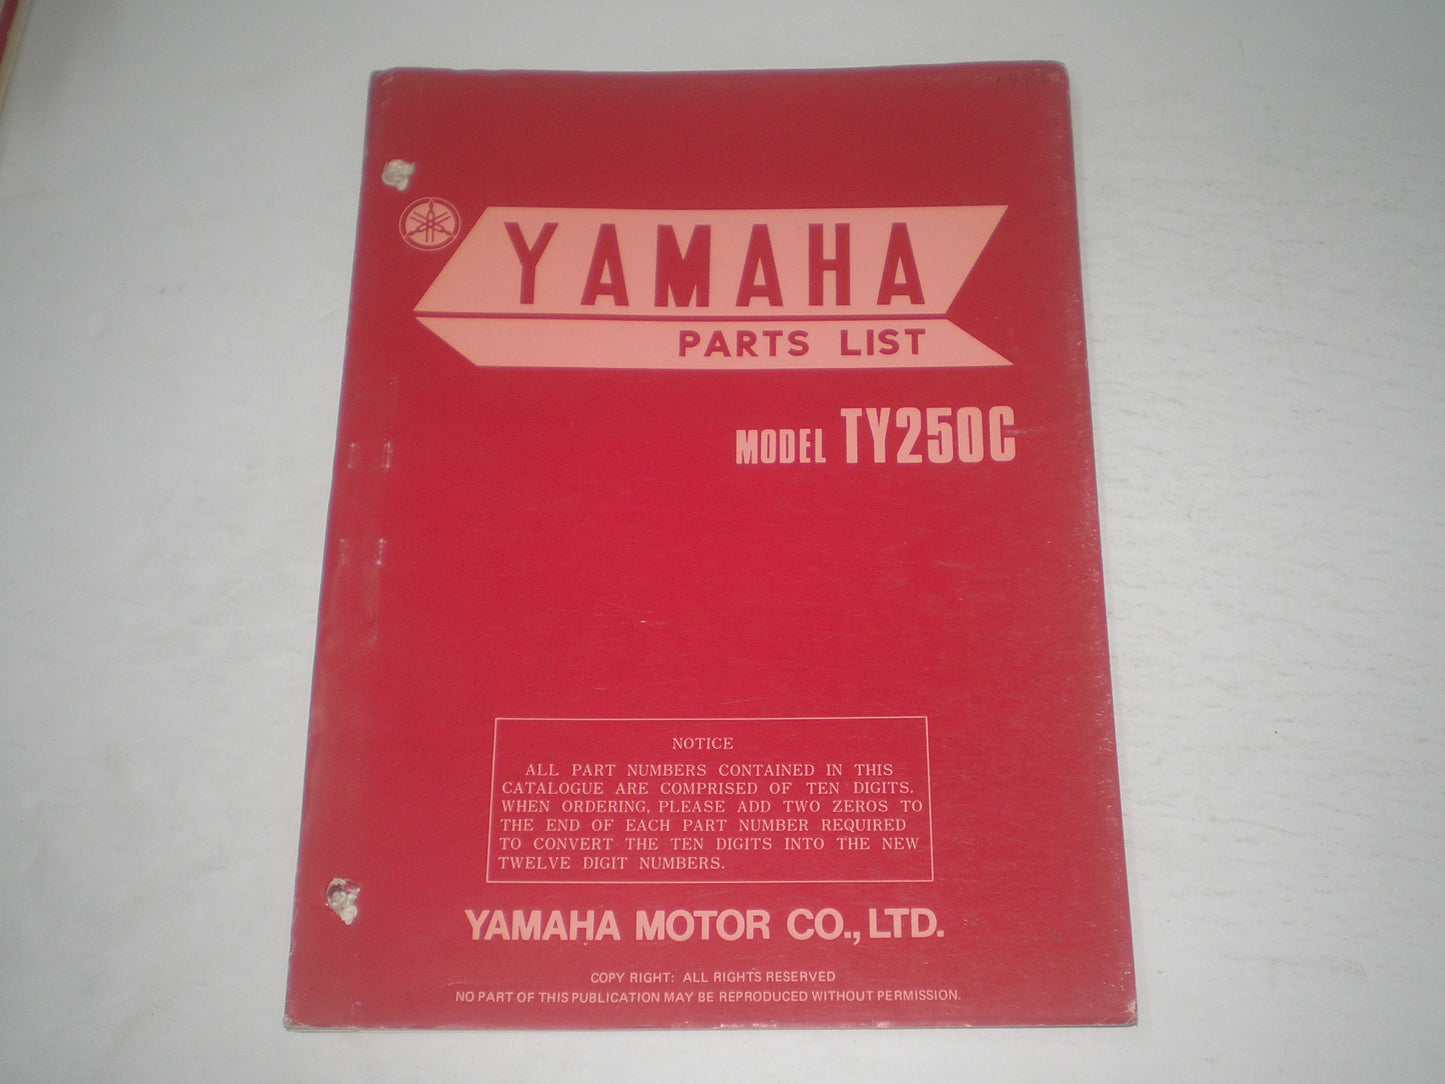 YAMAHA
PARTS LIST
MODEL TY250C
NOTICE
ALL PART NUMBERS CONTAINED IN THIS
CATALOGUE ARE COMPRISED OF TEN DIGITS.
WHEN ORDERING, PLEASE ADD TWO ZEROS TO
THE END OF EACH PART NUMBER REQUIRED
TO CONVERT THE TEN DIGITS INTO THE NEW
TWELVE DIGIT NUMBERS.
YAMAHA MOTOR CO., LTD.
COPY RIGHT: ALL RIGHTS RESERVED
NO PART OF THIS PUBLICATION MAY BE REPRODUCED WITHOUT PERMISSION.